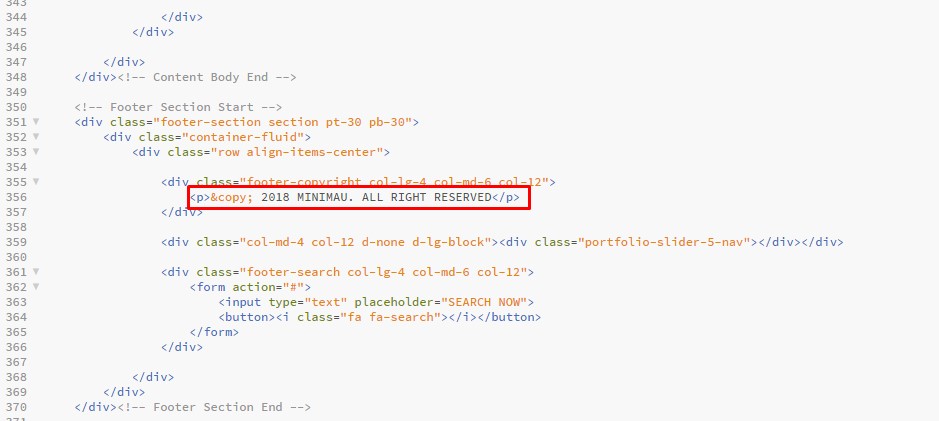 343
344 </div>
345 </div>
346
347 </div>
348 </div><!-- Content Body End -->
349
350 <!-- Footer Section Start -->
351 <div class="footer-section section pt-30 pb-30">
352 <div class="container-fluid">
353 <div class="row align-items-center">
354
355 <div class="footer-copyright col-lg-4 col-md-6 col-12">
356 <p>&copy; 2018 MINIMAU. ALL RIGHT RESERVED</p>
357 </div>
358
359 <div class="col-md-4 col-12 d-none d-lg-block"><div class="portfolio-slider-5-nav"></div></div>
360
361 <div class="footer-search col-lg-4 col-md-6 col-12">
362 <form action="#">
363 <input type="text" placeholder="SEARCH NOW">
364 <button><i class="fa fa-search"></i></button>
365 </form>
366 </div>
367
368 </div>
369 </div>
370 </div><!-- Footer Section End -->
371